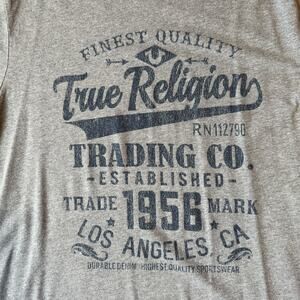 FINEST QUALITY
True Religion
RN112790
TRADING CO.
-ESTABLISHED-
TRADE 1956 MARK
LOS ANGELES, CA
DURABLE DENIM HIGHEST QUALITY SPORTSWEAR